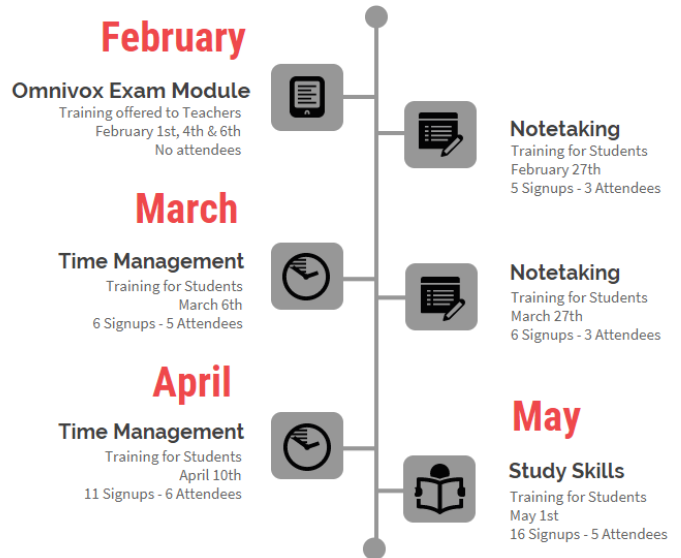 February
Omnivox Exam Module
Training offered to Teachers
February 1st, 4th & 6th
No attendees
Notetaking
Training for Students
February 27th
5 Signups - 3 Attendees
March
Time Management
Training for Students
March 6th
6 Signups - 5 Attendees
Notetaking
Training for Students
March 27th
6 Signups - 3 Attendees
April
Time Management
Training for Students
April 10th
11 Signups - 6 Attendees
May
Study Skills
Training for Students
May 1st
16 Signups - 5 Attendees